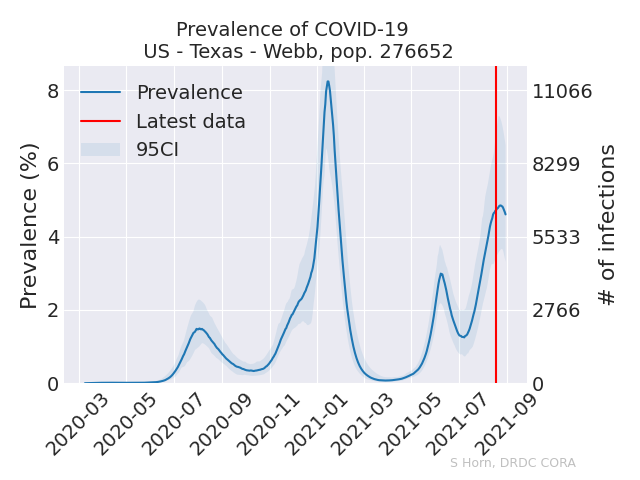 Prevalence of COVID-19
US - Texas - Webb, pop. 276652
Prevalence
Latest data
95CI
Prevalence (%)
8
6
4
2
0
# of infections
11066
8299
5533
2766
0
2020-03
2020-05
2020-07
2020-09
2020-11
2021-01
2021-03
2021-05
2021-07
2021-09
S Horn, DRDC CORA